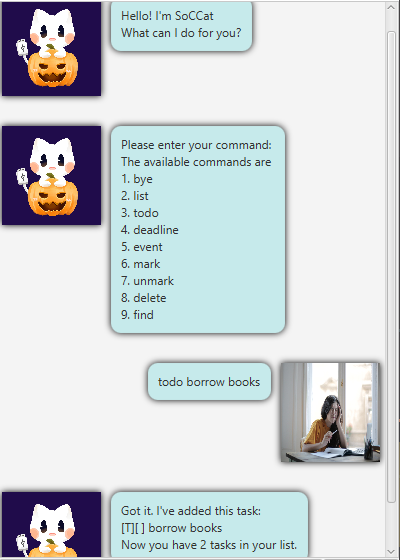 Hello! I'm SoCCat
What can I do for you?
Please enter your command:
The available commands are
1. bye
2. list
3. todo
4. deadline
5. event
6. mark
7. unmark
8. delete
9. find
todo borrow books
Got it. I've added this task:
[T][ ] borrow books
Now you have 2 tasks in your list.